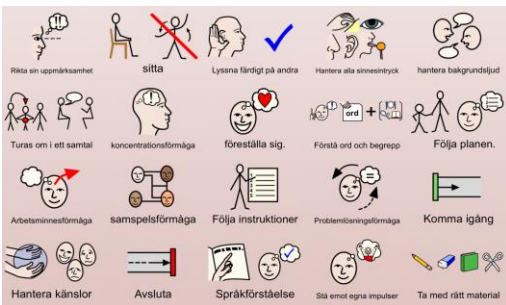 !!
Rikta sin uppmärksamhet
sitta
Lyssna färdigt på andra
Hantera alla sinnesintryck
hantera bakgrundsljud
Turas om i ett samtal
koncentrationsförmåga
föreställa sig.
ord
Förstå ord och begrepp
Följa planen.
Arbetsminnesförmåga
samspelsförmåga
Följa instruktioner
Problemlösningsförmåga
Komma igång
Hantera känslor
Avsluta
Språkförståelse
Stå emot egna impulser
Ta med rätt material